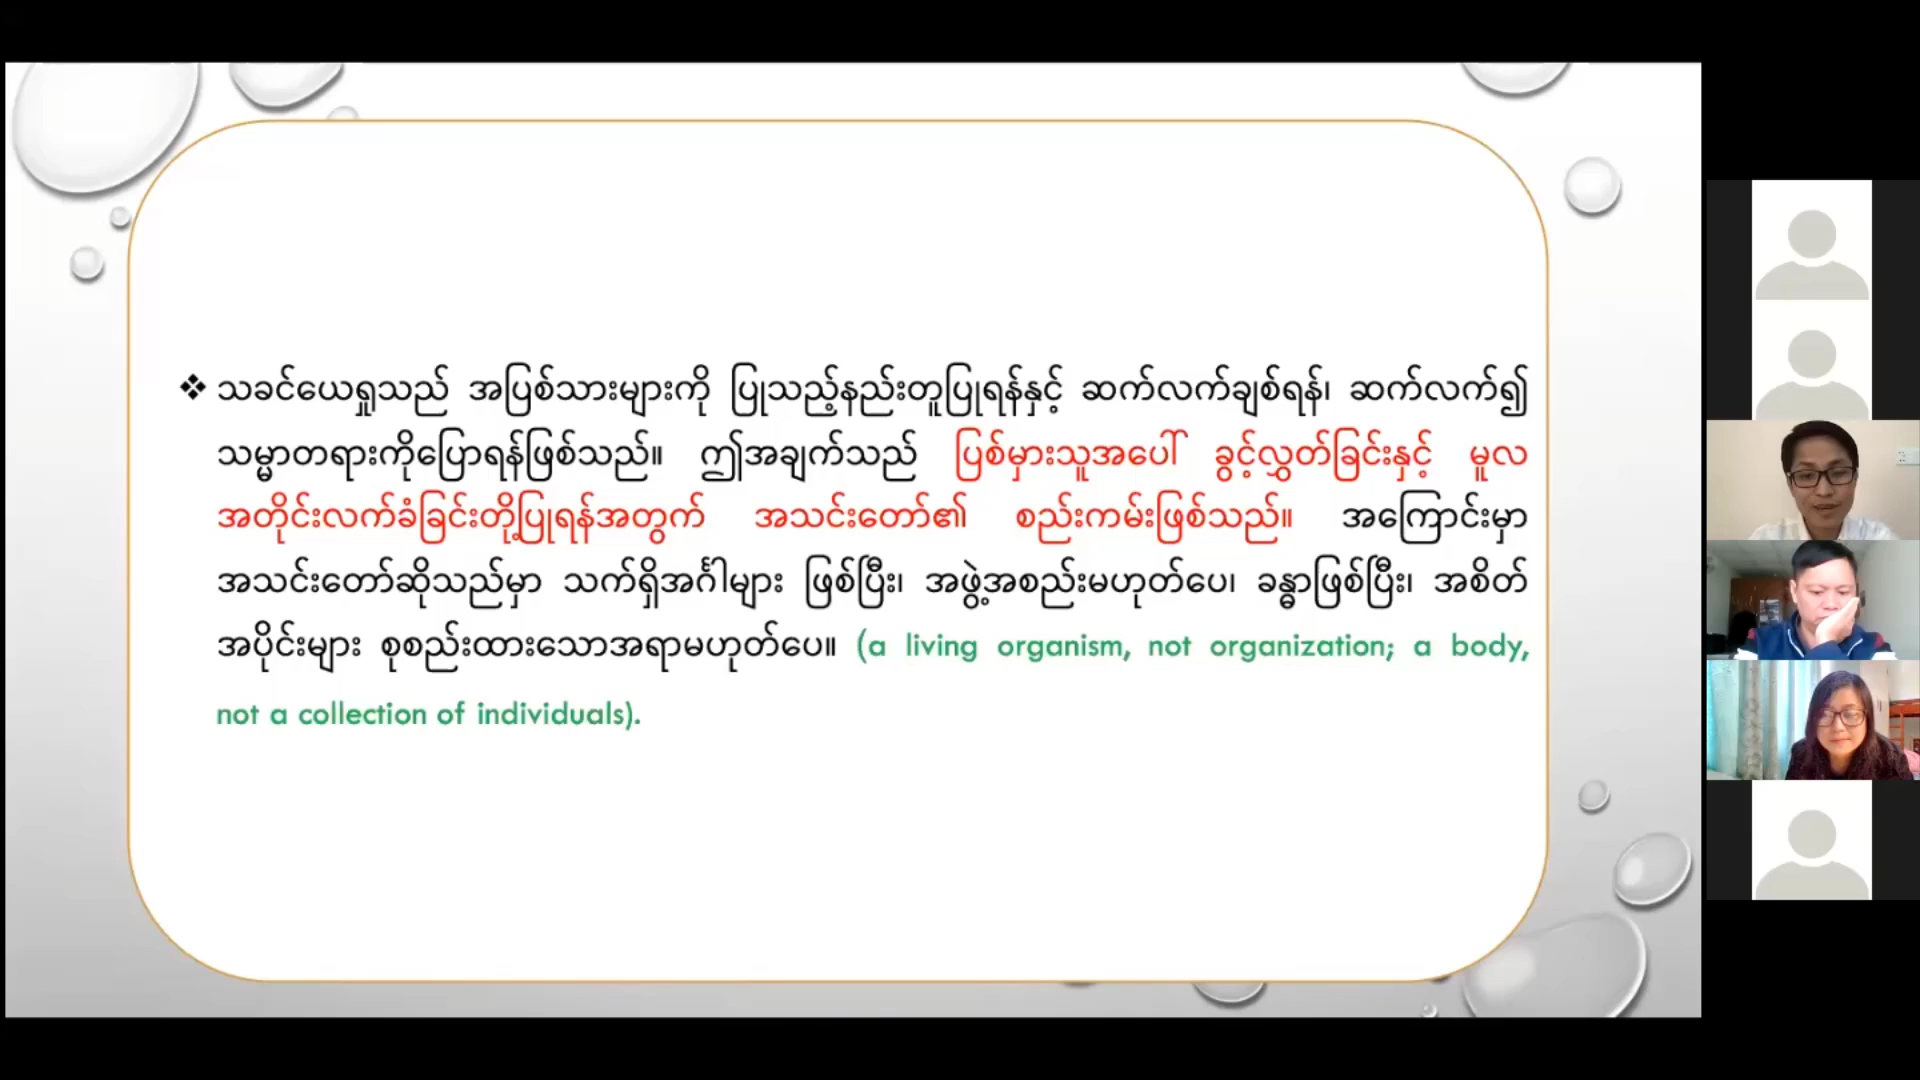 ❖ သခင်ယေရှုသည် အပြစ်သားများကို ပြုသည့်နည်းတူပြုရန်နှင့် ဆက်လက်ချစ်ရန်၊ ဆက်လက်၍
သမ္မာတရားကိုပြောရန်ဖြစ်သည်။ ဤအချက်သည် ပြစ်မှားသူအပေါ် ခွင့်လွှတ်ခြင်းနှင့် မူလ
အတိုင်းလက်ခံခြင်းတို့ပြုရန်အတွက် အသင်းတော်၏ စည်းကမ်းဖြစ်သည်။ အကြောင်းမှာ
အသင်းတော်ဆိုသည်မှာ သက်ရှိအင်္ဂါများ ဖြစ်ပြီး၊ အဖွဲ့အစည်းမဟုတ်ပေ၊ ခန္ဓာဖြစ်ပြီး၊ အစိတ်
အပိုင်းများ စုစည်းထားသောအရာမဟုတ်ပေ။ (a living organism, not organization; a body,
not a collection of individuals).